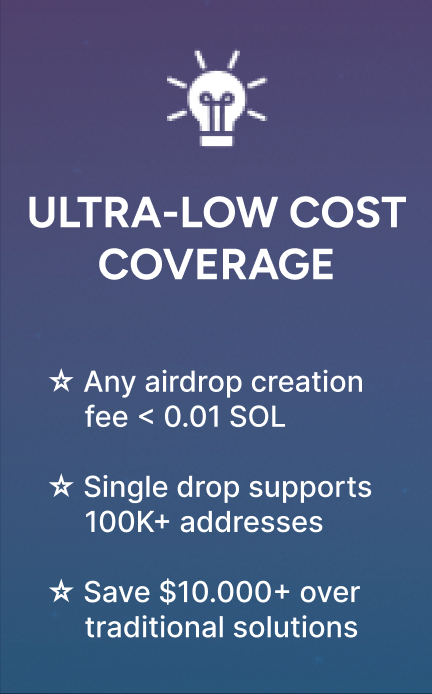 ULTRA-LOW COST
COVERAGE
☆ Any airdrop creation
fee < 0.01 SOL
☆ Single drop supports
100K+ addresses
☆ Save $10.000+ over
traditional solutions